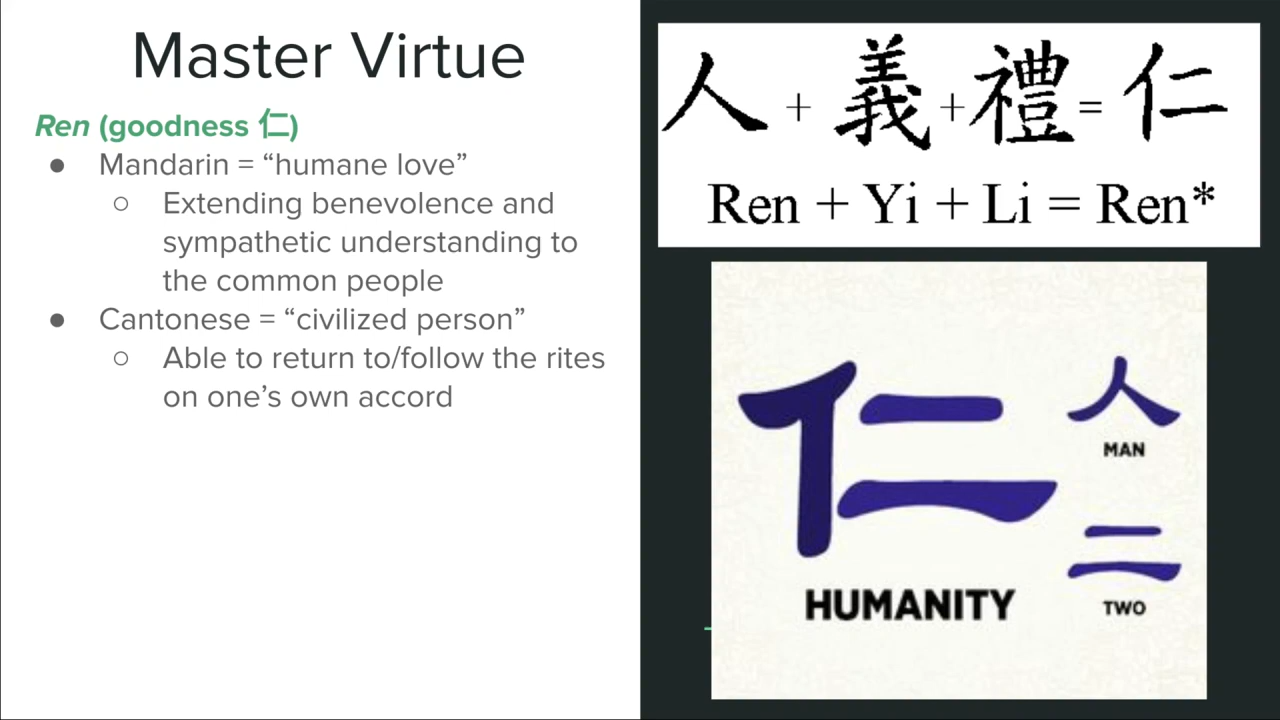 Master Virtue
Ren (goodness 仁)
● Mandarin = “humane love”
○ Extending benevolence and
sympathetic understanding to
the common people
● Cantonese = “civilized person”
○ Able to return to/follow the rites
on one’s own accord
人 + 義 + 禮 = 仁
Ren + Yi + Li = Ren*
仁
HUMANITY
人
MAN
二
TWO